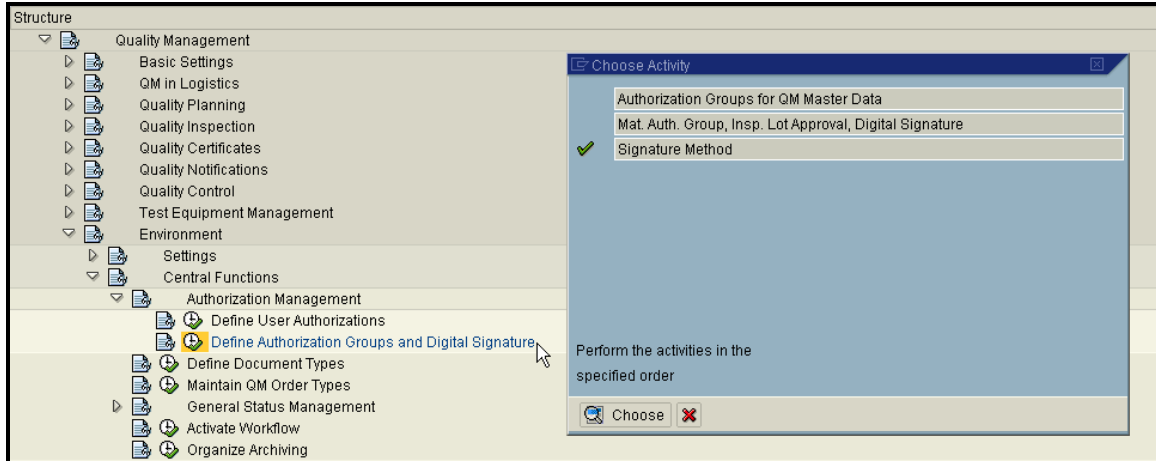 Structure
Quality Management
Basic Settings
QM in Logistics
Quality Planning
Quality Inspection
Quality Certificates
Quality Notifications
Quality Control
Test Equipment Management
Environment
Settings
Central Functions
Authorization Management
Define User Authorizations
Define Authorization Groups and Digital Signature
Define Document Types
Maintain QM Order Types
General Status Management
Activate Workflow
Organize Archiving
Choose Activity
Authorization Groups for QM Master Data
Mat. Auth. Group, Insp. Lot Approval, Digital Signature
Signature Method
Perform the activities in the
specified order
Choose